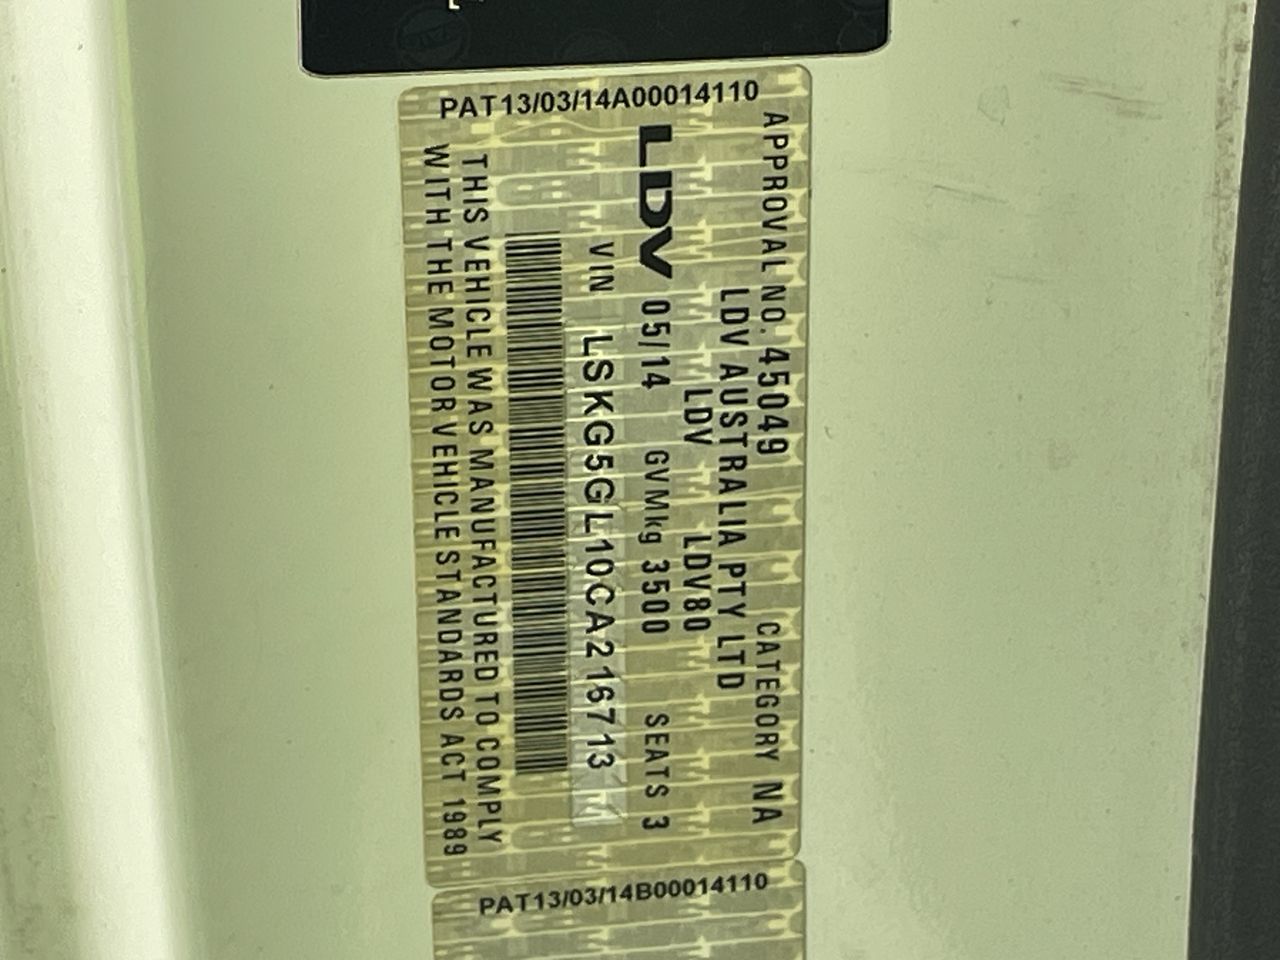 PAT13/03/14A00014110
APPROVAL NO. 45049 CATEGORY NA
LDV AUSTRALIA PTY LTD
LDV LDV80
LDV 05/14 GVMkg 3500 SEATS 3
VIN LSKG5GL10CA216713
THIS VEHICLE WAS MANUFACTURED TO COMPLY
WITH THE MOTOR VEHICLE STANDARDS ACT 1989
PAT13/03/14B00014110